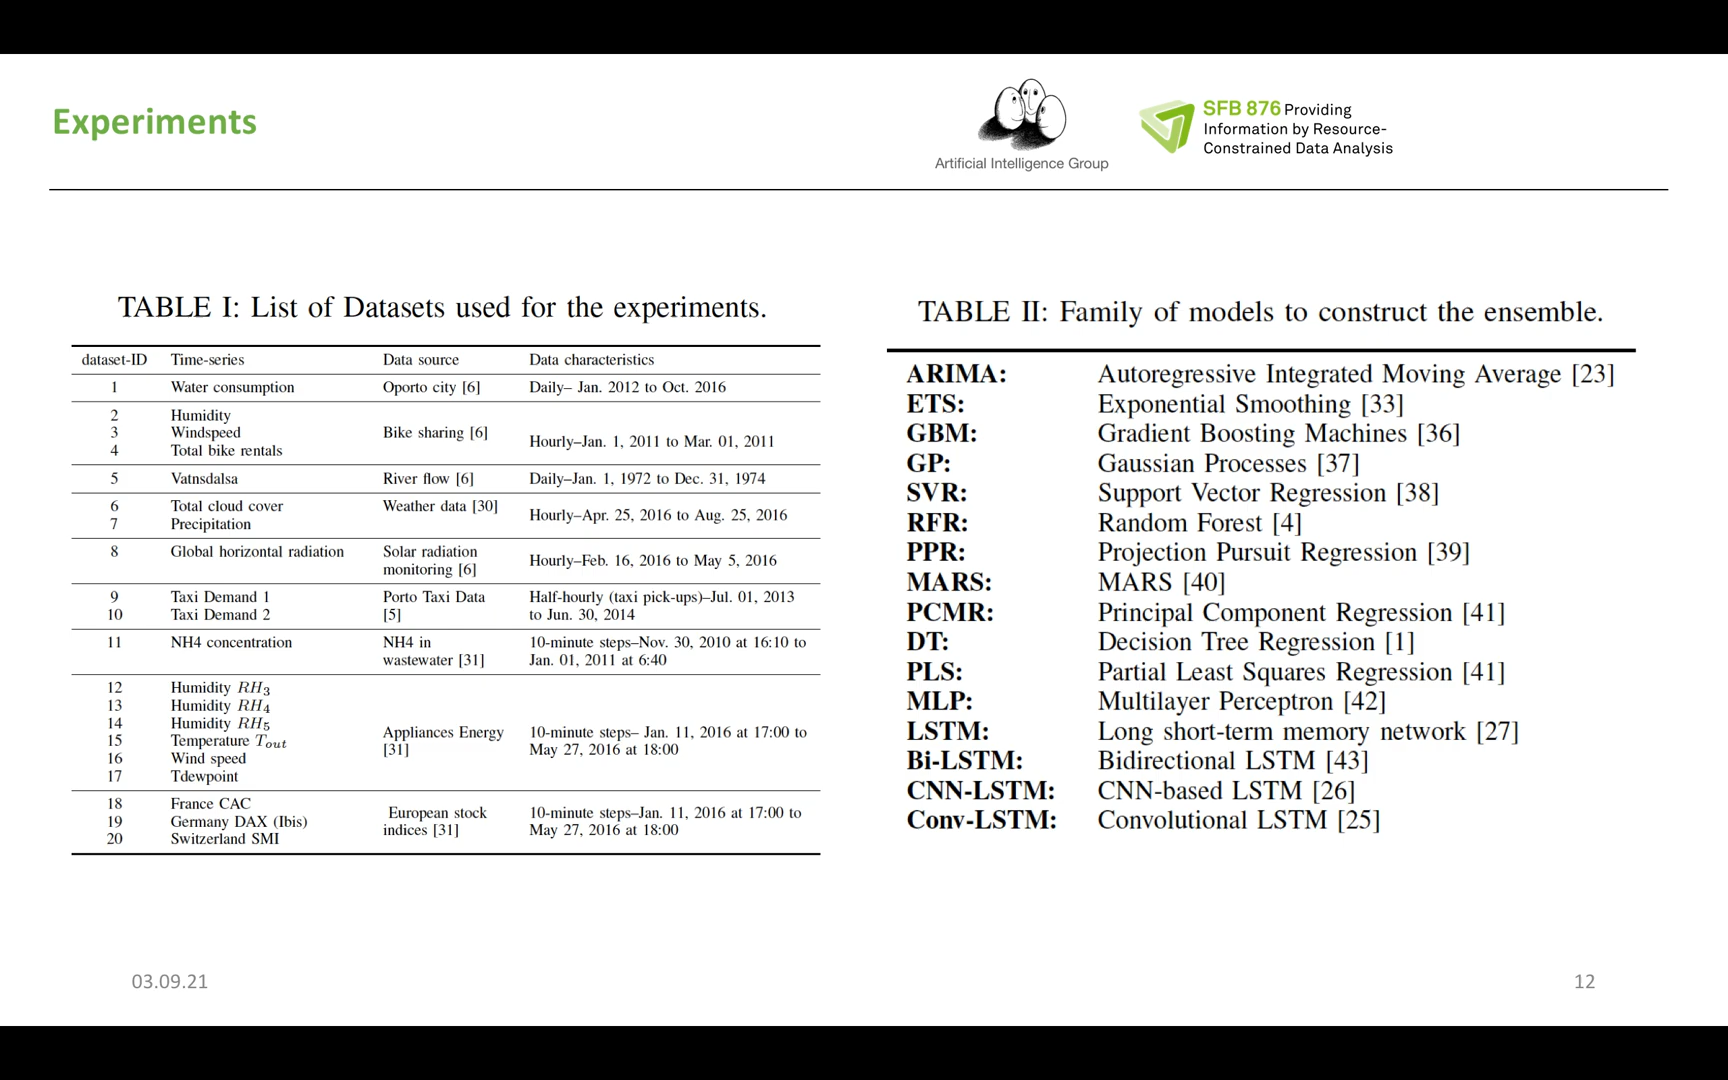 Experiments
Artificial Intelligence Group
SFB 876 Providing
Information by Resource-
Constrained Data Analysis
TABLE I: List of Datasets used for the experiments.
dataset-ID Time-series Data source Data characteristics
1 Water consumption Oporto city [6] Daily– Jan. 2012 to Oct. 2016
2 Humidity
3 Windspeed Bike sharing [6]
Hourly–Jan. 1, 2011 to Mar. 01, 2011
4 Total bike rentals
5 Vatnsdalsa River flow [6] Daily–Jan. 1, 1972 to Dec. 31, 1974
6 Total cloud cover Weather data [30]
Hourly–Apr. 25, 2016 to Aug. 25, 2016
7 Precipitation
8 Global horizontal radiation Solar radiation
Hourly–Feb. 16, 2016 to May 5, 2016
monitoring [6]
9 Taxi Demand 1 Porto Taxi Data Half-hourly (taxi pick-ups)–Jul. 01, 2013
10 Taxi Demand 2 [5] to Jun. 30, 2014
11 NH4 concentration NH4 in 10-minute steps–Nov. 30, 2010 at 16:10 to
wastewater [31] Jan. 01, 2011 at 6:40
12 Humidity RH3
13 Humidity RH4
14 Humidity RH5
Appliances Energy 10-minute steps– Jan. 11, 2016 at 17:00 to
15 Temperature Tout
[31] May 27, 2016 at 18:00
16 Wind speed
17 Tdewpoint
18 France CAC
European stock 10-minute steps–Jan. 11, 2016 at 17:00 to
19 Germany DAX (Ibis)
indices [31] May 27, 2016 at 18:00
20 Switzerland SMI
TABLE II: Family of models to construct the ensemble.
ARIMA: Autoregressive Integrated Moving Average [23]
ETS: Exponential Smoothing [33]
GBM: Gradient Boosting Machines [36]
GP: Gaussian Processes [37]
SVR: Support Vector Regression [38]
RFR: Random Forest [4]
PPR: Projection Pursuit Regression [39]
MARS: MARS [40]
PCMR: Principal Component Regression [41]
DT: Decision Tree Regression [1]
PLS: Partial Least Squares Regression [41]
MLP: Multilayer Perceptron [42]
LSTM: Long short-term memory network [27]
Bi-LSTM: Bidirectional LSTM [43]
CNN-LSTM: CNN-based LSTM [26]
Conv-LSTM: Convolutional LSTM [25]
03.09.21
12